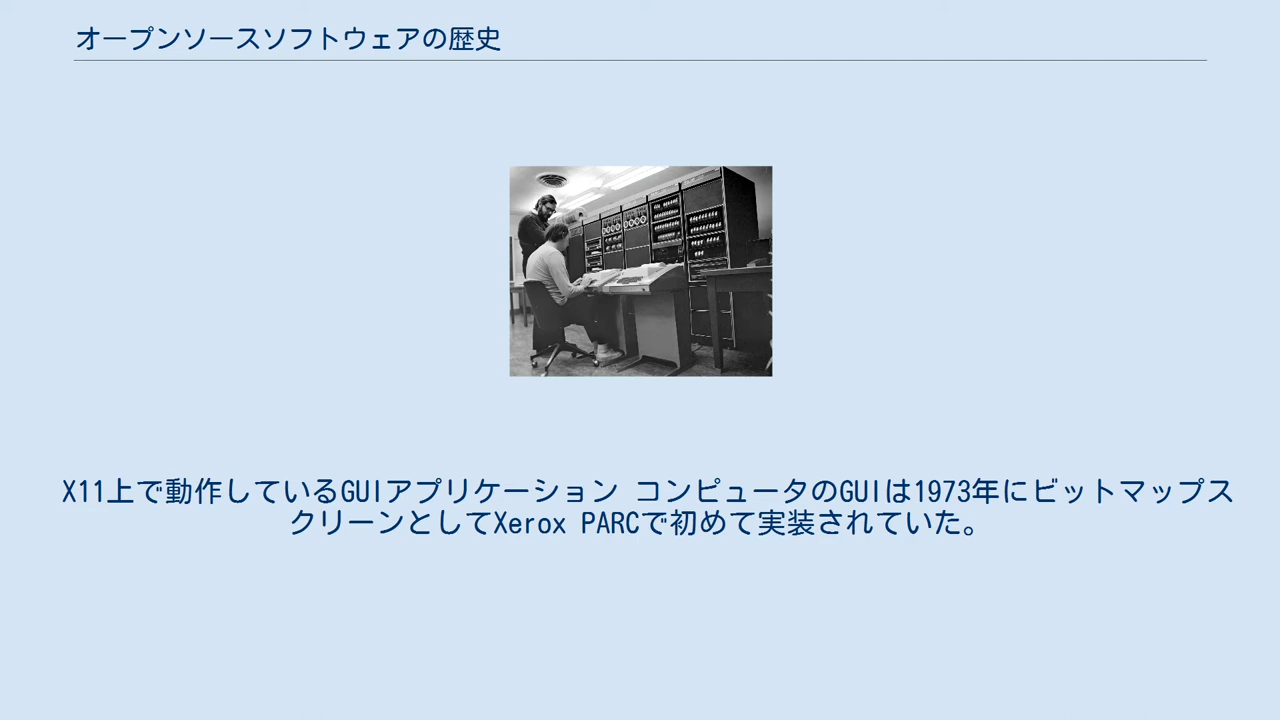 オープンソースソフトウェアの歴史
X11上で動作しているGUIアプリケーション コンピュータのGUIは1973年にビットマップス
クリーンとしてXerox PARCで初めて実装されていた。